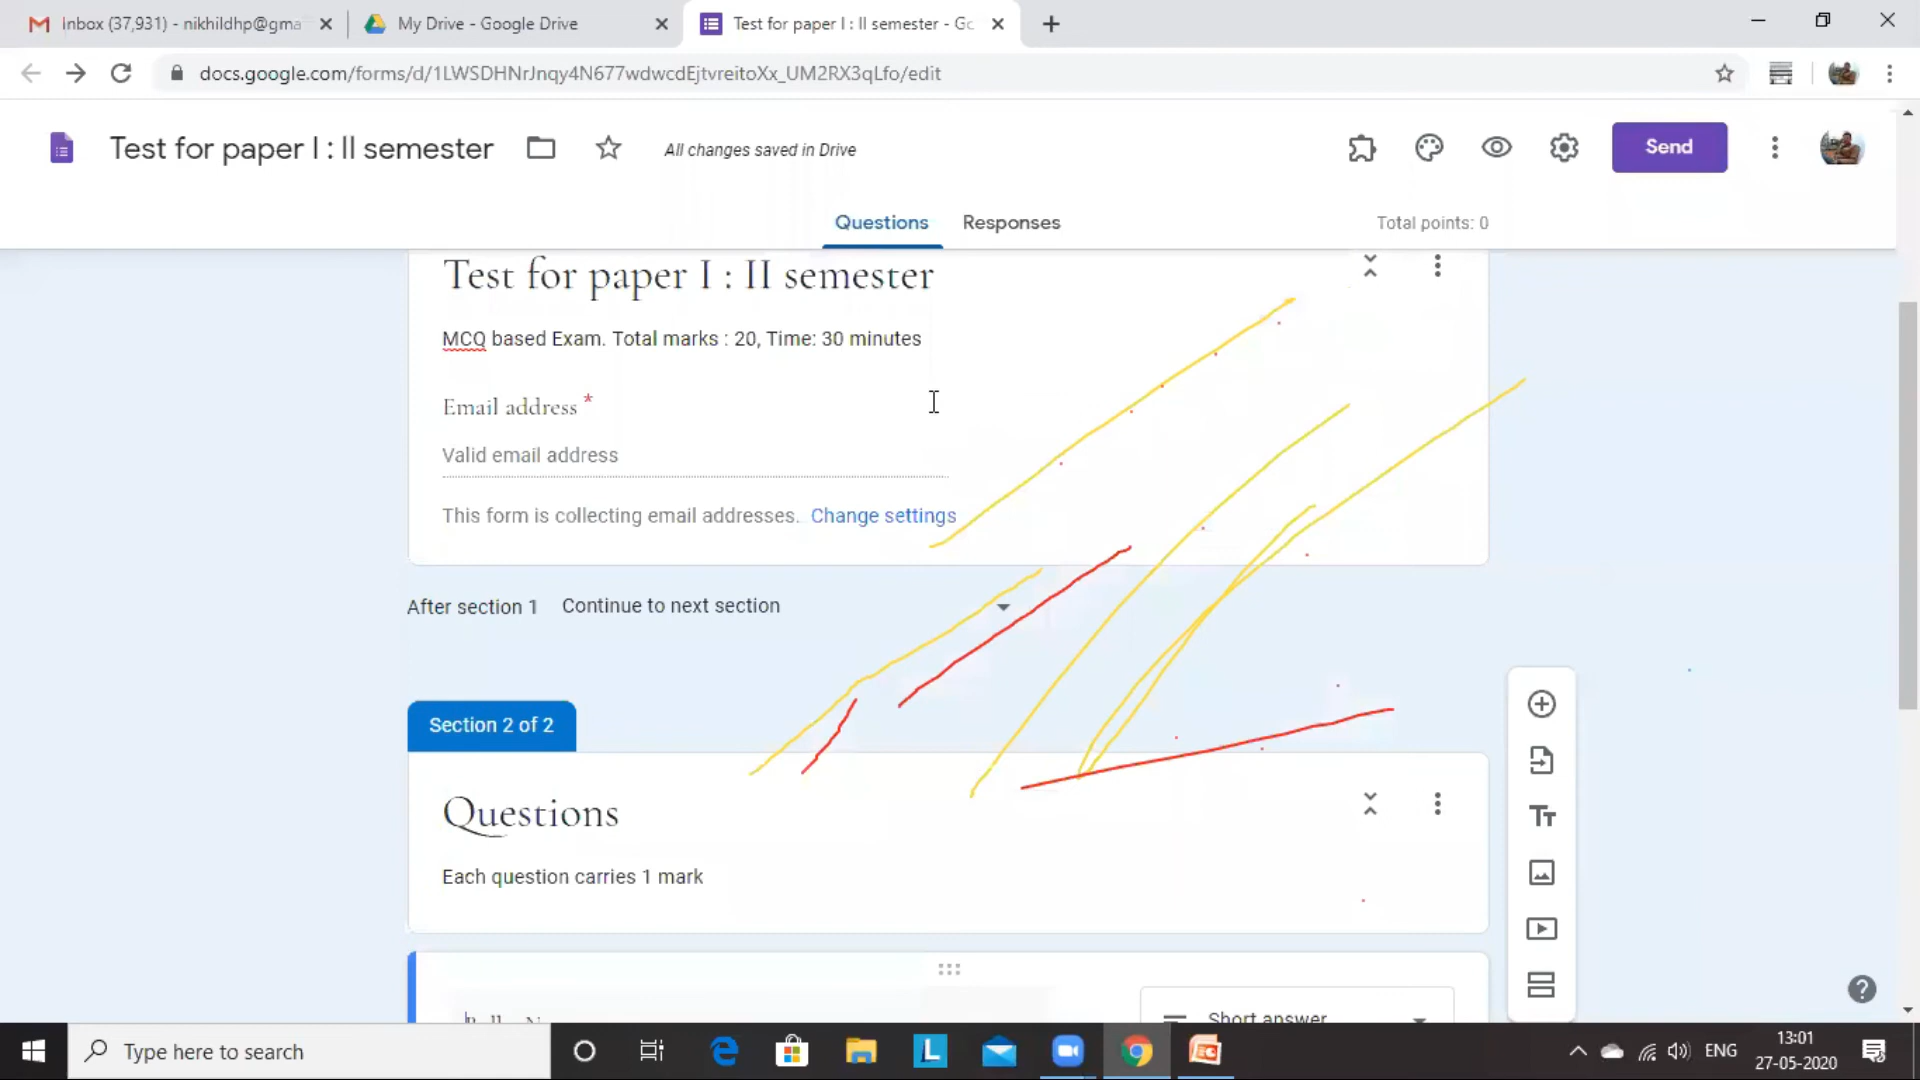 Inbox (37,931) - nikhildhp@gma
My Drive - Google Drive
Test for paper I : II semester - Go
docs.google.com/forms/d/1LWSDHNrJnqy4N677wdwcdEjtvreitoXx_UM2RX3qLfo/edit
Test for paper I : II semester
All changes saved in Drive
Send
Questions
Responses
Total points: 0
Test for paper I : II semester
MCQ based Exam. Total marks : 20, Time: 30 minutes
Email address *
Valid email address
This form is collecting email addresses. Change settings
After section 1 Continue to next section
Section 2 of 2
Questions
Each question carries 1 mark
Short answer
Type here to search
ENG
13:01
27-05-2020